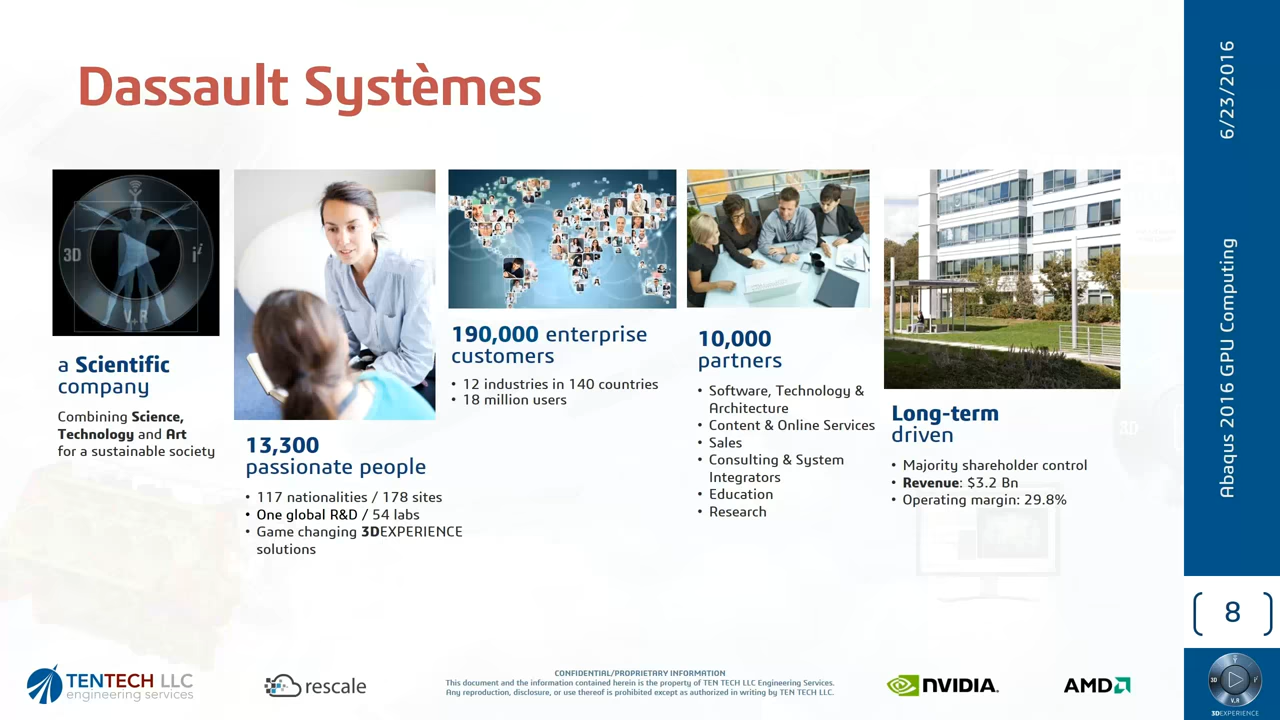 Dassault Systèmes
3D
i
V+R
a Scientific
company
Combining Science,
Technology and Art
for a sustainable society
13,300
passionate people
• 117 nationalities / 178 sites
• One global R&D / 54 labs
• Game changing 3DEXPERIENCE
solutions
190,000 enterprise
customers
• 12 industries in 140 countries
• 18 million users
10,000
partners
• Software, Technology &
Architecture
• Content & Online Services
• Sales
• Consulting & System
Integrators
• Education
• Research
Long-term
driven
• Majority shareholder control
• Revenue: $3.2 Bn
• Operating margin: 29.8%
6/23/2016
Abaqus 2016 GPU Computing
8
TENTECH LLC
engineering services
rescale
CONFIDENTIAL/PROPRIETARY INFORMATION
This document and the information contained herein is the property of TEN TECH LLC Engineering Services.
Any reproduction, disclosure, or use thereof is prohibited except as authorized in writing by TEN TECH LLC.
NVIDIA.
AMD
3D
V.R
3DEXPERIENCE